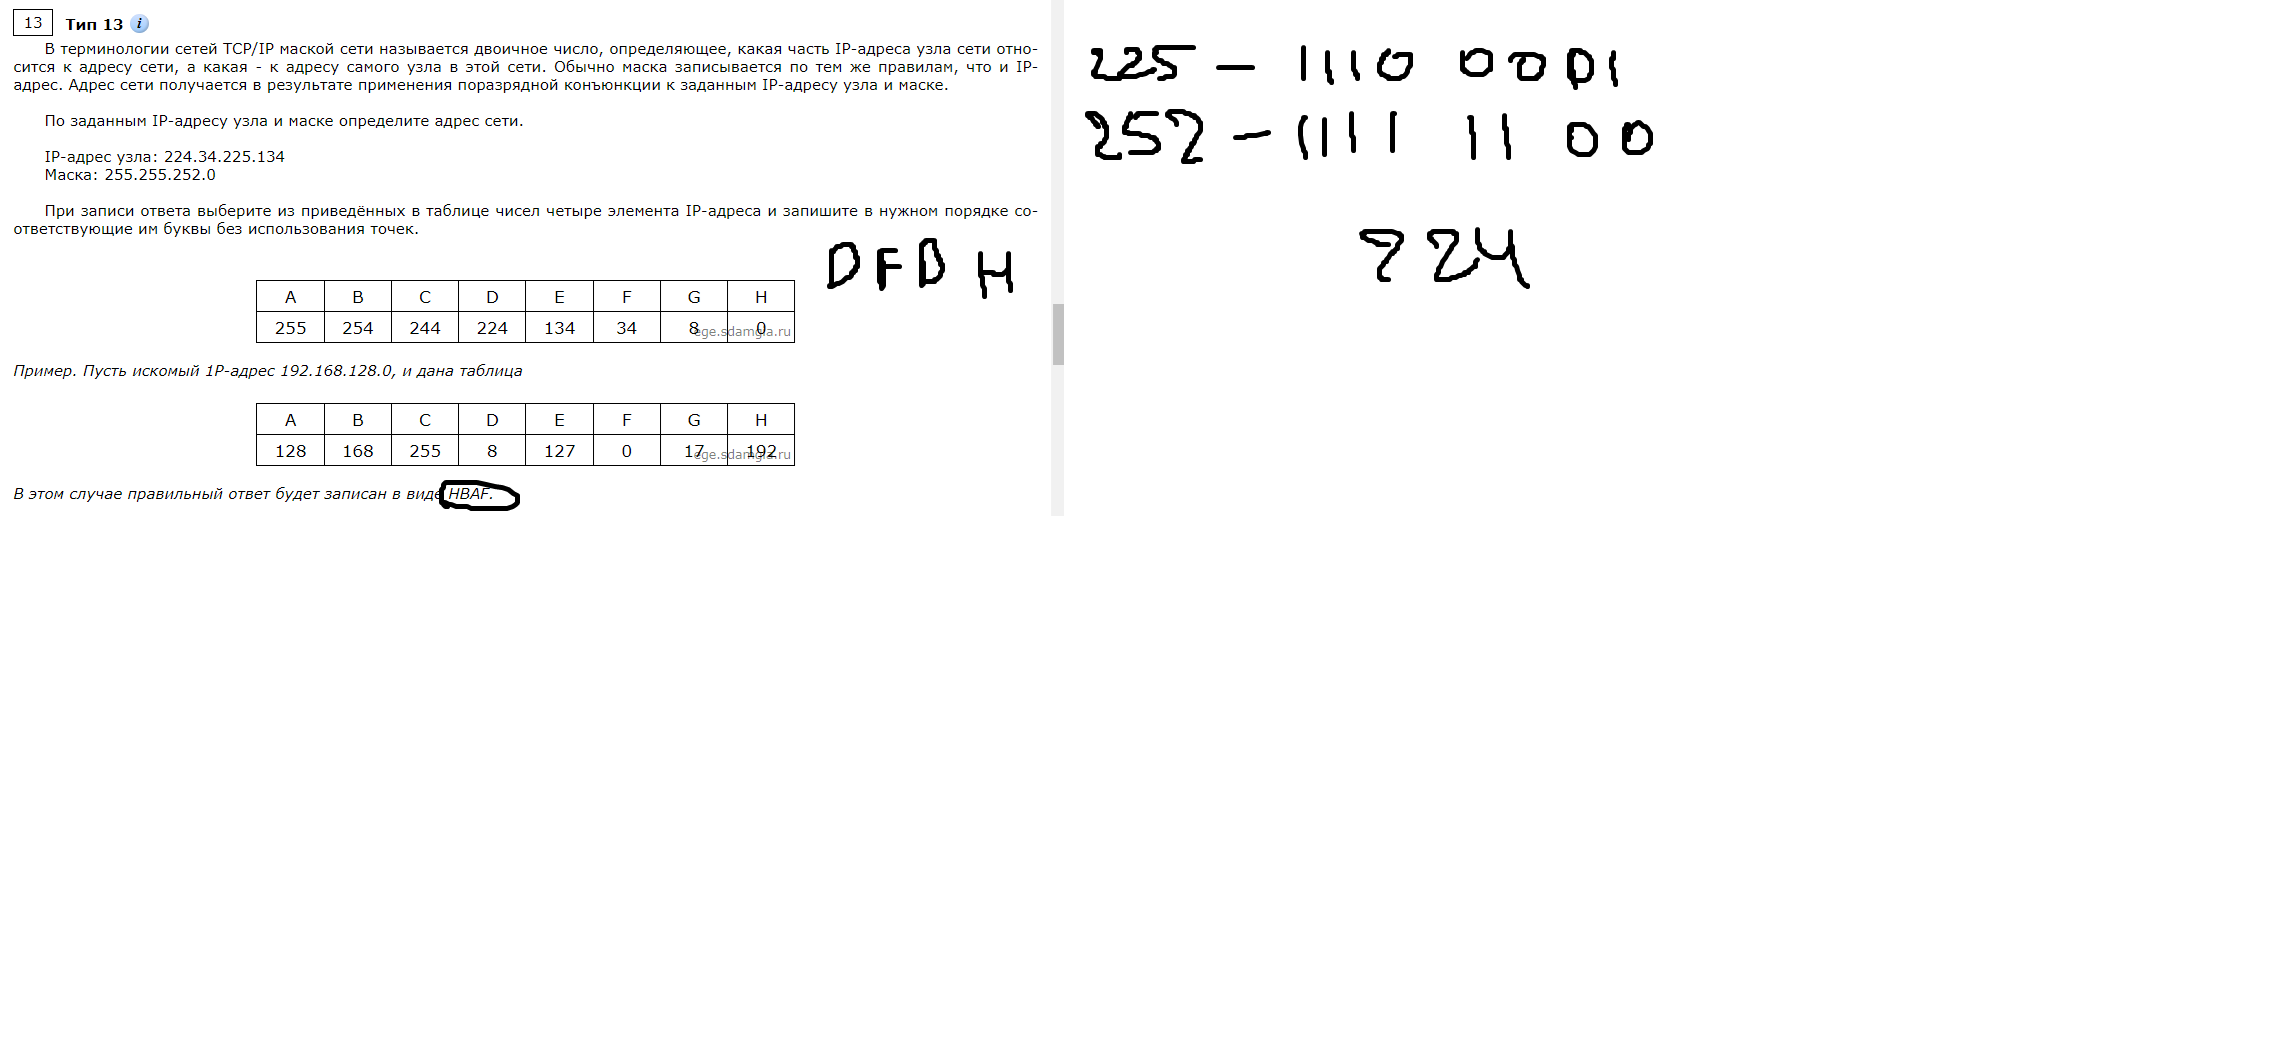 13 Тип 13 i
В терминологии сетей TCP/IP маской сети называется двоичное число, определяющее, какая часть IP-адреса узла сети отно-
сится к адресу сети, а какая - к адресу самого узла в этой сети. Обычно маска записывается по тем же правилам, что и IP-
адрес. Адрес сети получается в результате применения поразрядной конъюнкции к заданным IP-адресу узла и маске.
По заданным IP-адресу узла и маске определите адрес сети.
IP-адрес узла: 224.34.225.134
Маска: 255.255.252.0
При записи ответа выберите из приведённых в таблице чисел четыре элемента IP-адреса и запишите в нужном порядке со-
ответствующие им буквы без использования точек.
DFDH
A B C D E F G H
255 254 244 224 134 34 8 0
ege.sdamgia.ru
Пример. Пусть искомый 1Р-адрес 192.168.128.0, и дана таблица
A B C D E F G H
128 168 255 8 127 0 17 192
ege.sdamgia.ru
В этом случае правильный ответ будет записан в виде HBAF.
225 - 1110 0001
252 - 1111 1100
224